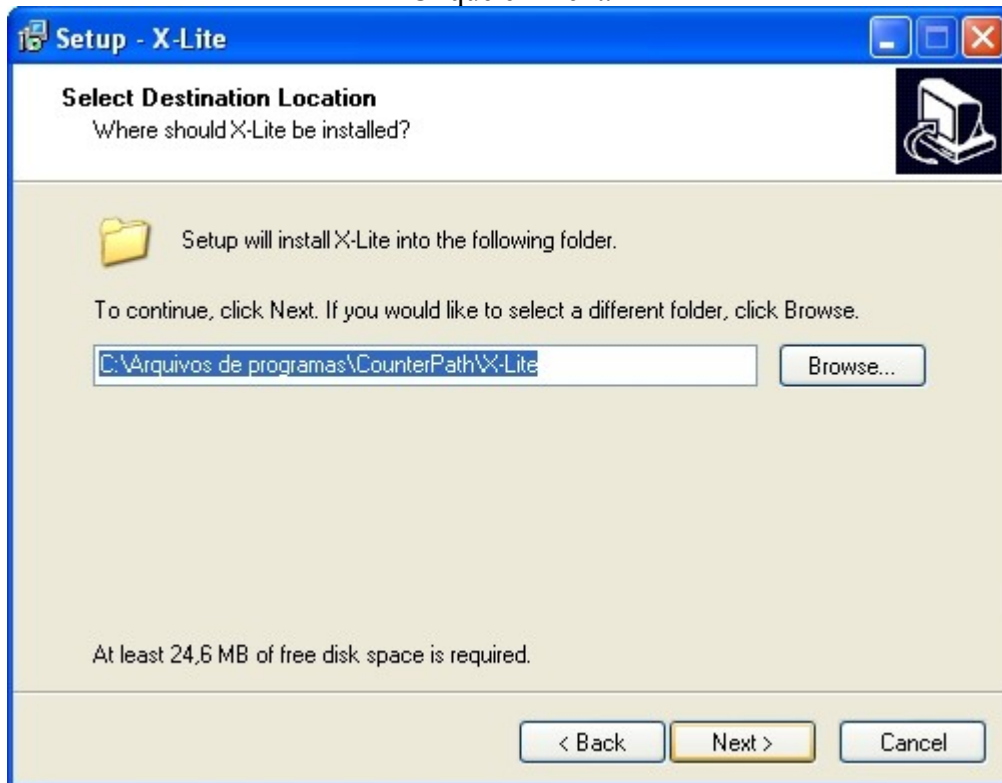 Setup - X-Lite
Select Destination Location
Where should X-Lite be installed?
Setup will install X-Lite into the following folder.
To continue, click Next. If you would like to select a different folder, click Browse.
C:\Arquivos de programas\CounterPath\X-Lite
Browse...
At least 24,6 MB of free disk space is required.
< Back
Next >
Cancel